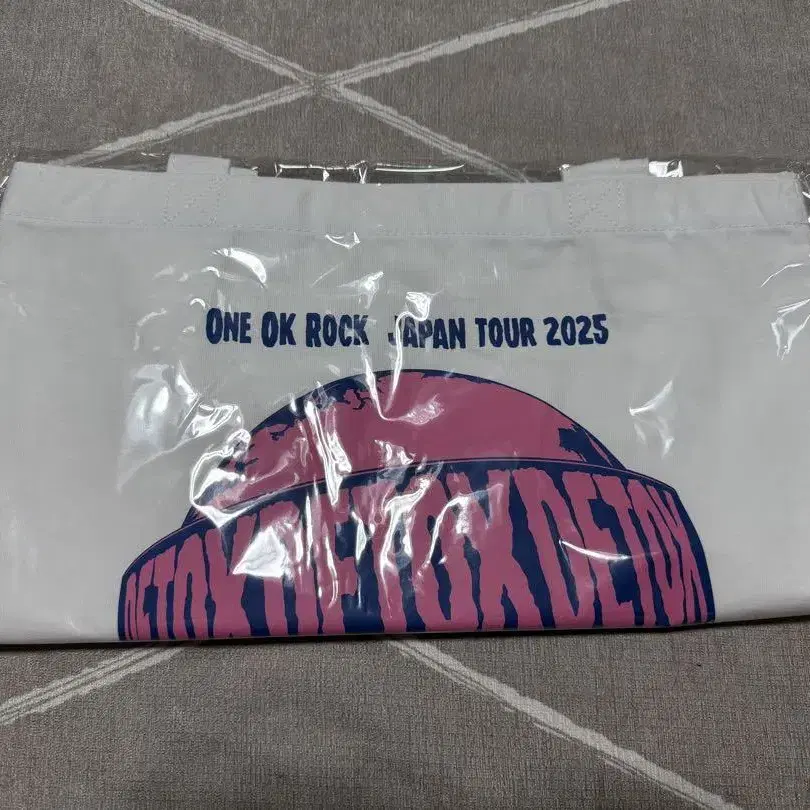 ONE OK ROCK JAPAN TOUR 2025
DETOX DETOX DETOX